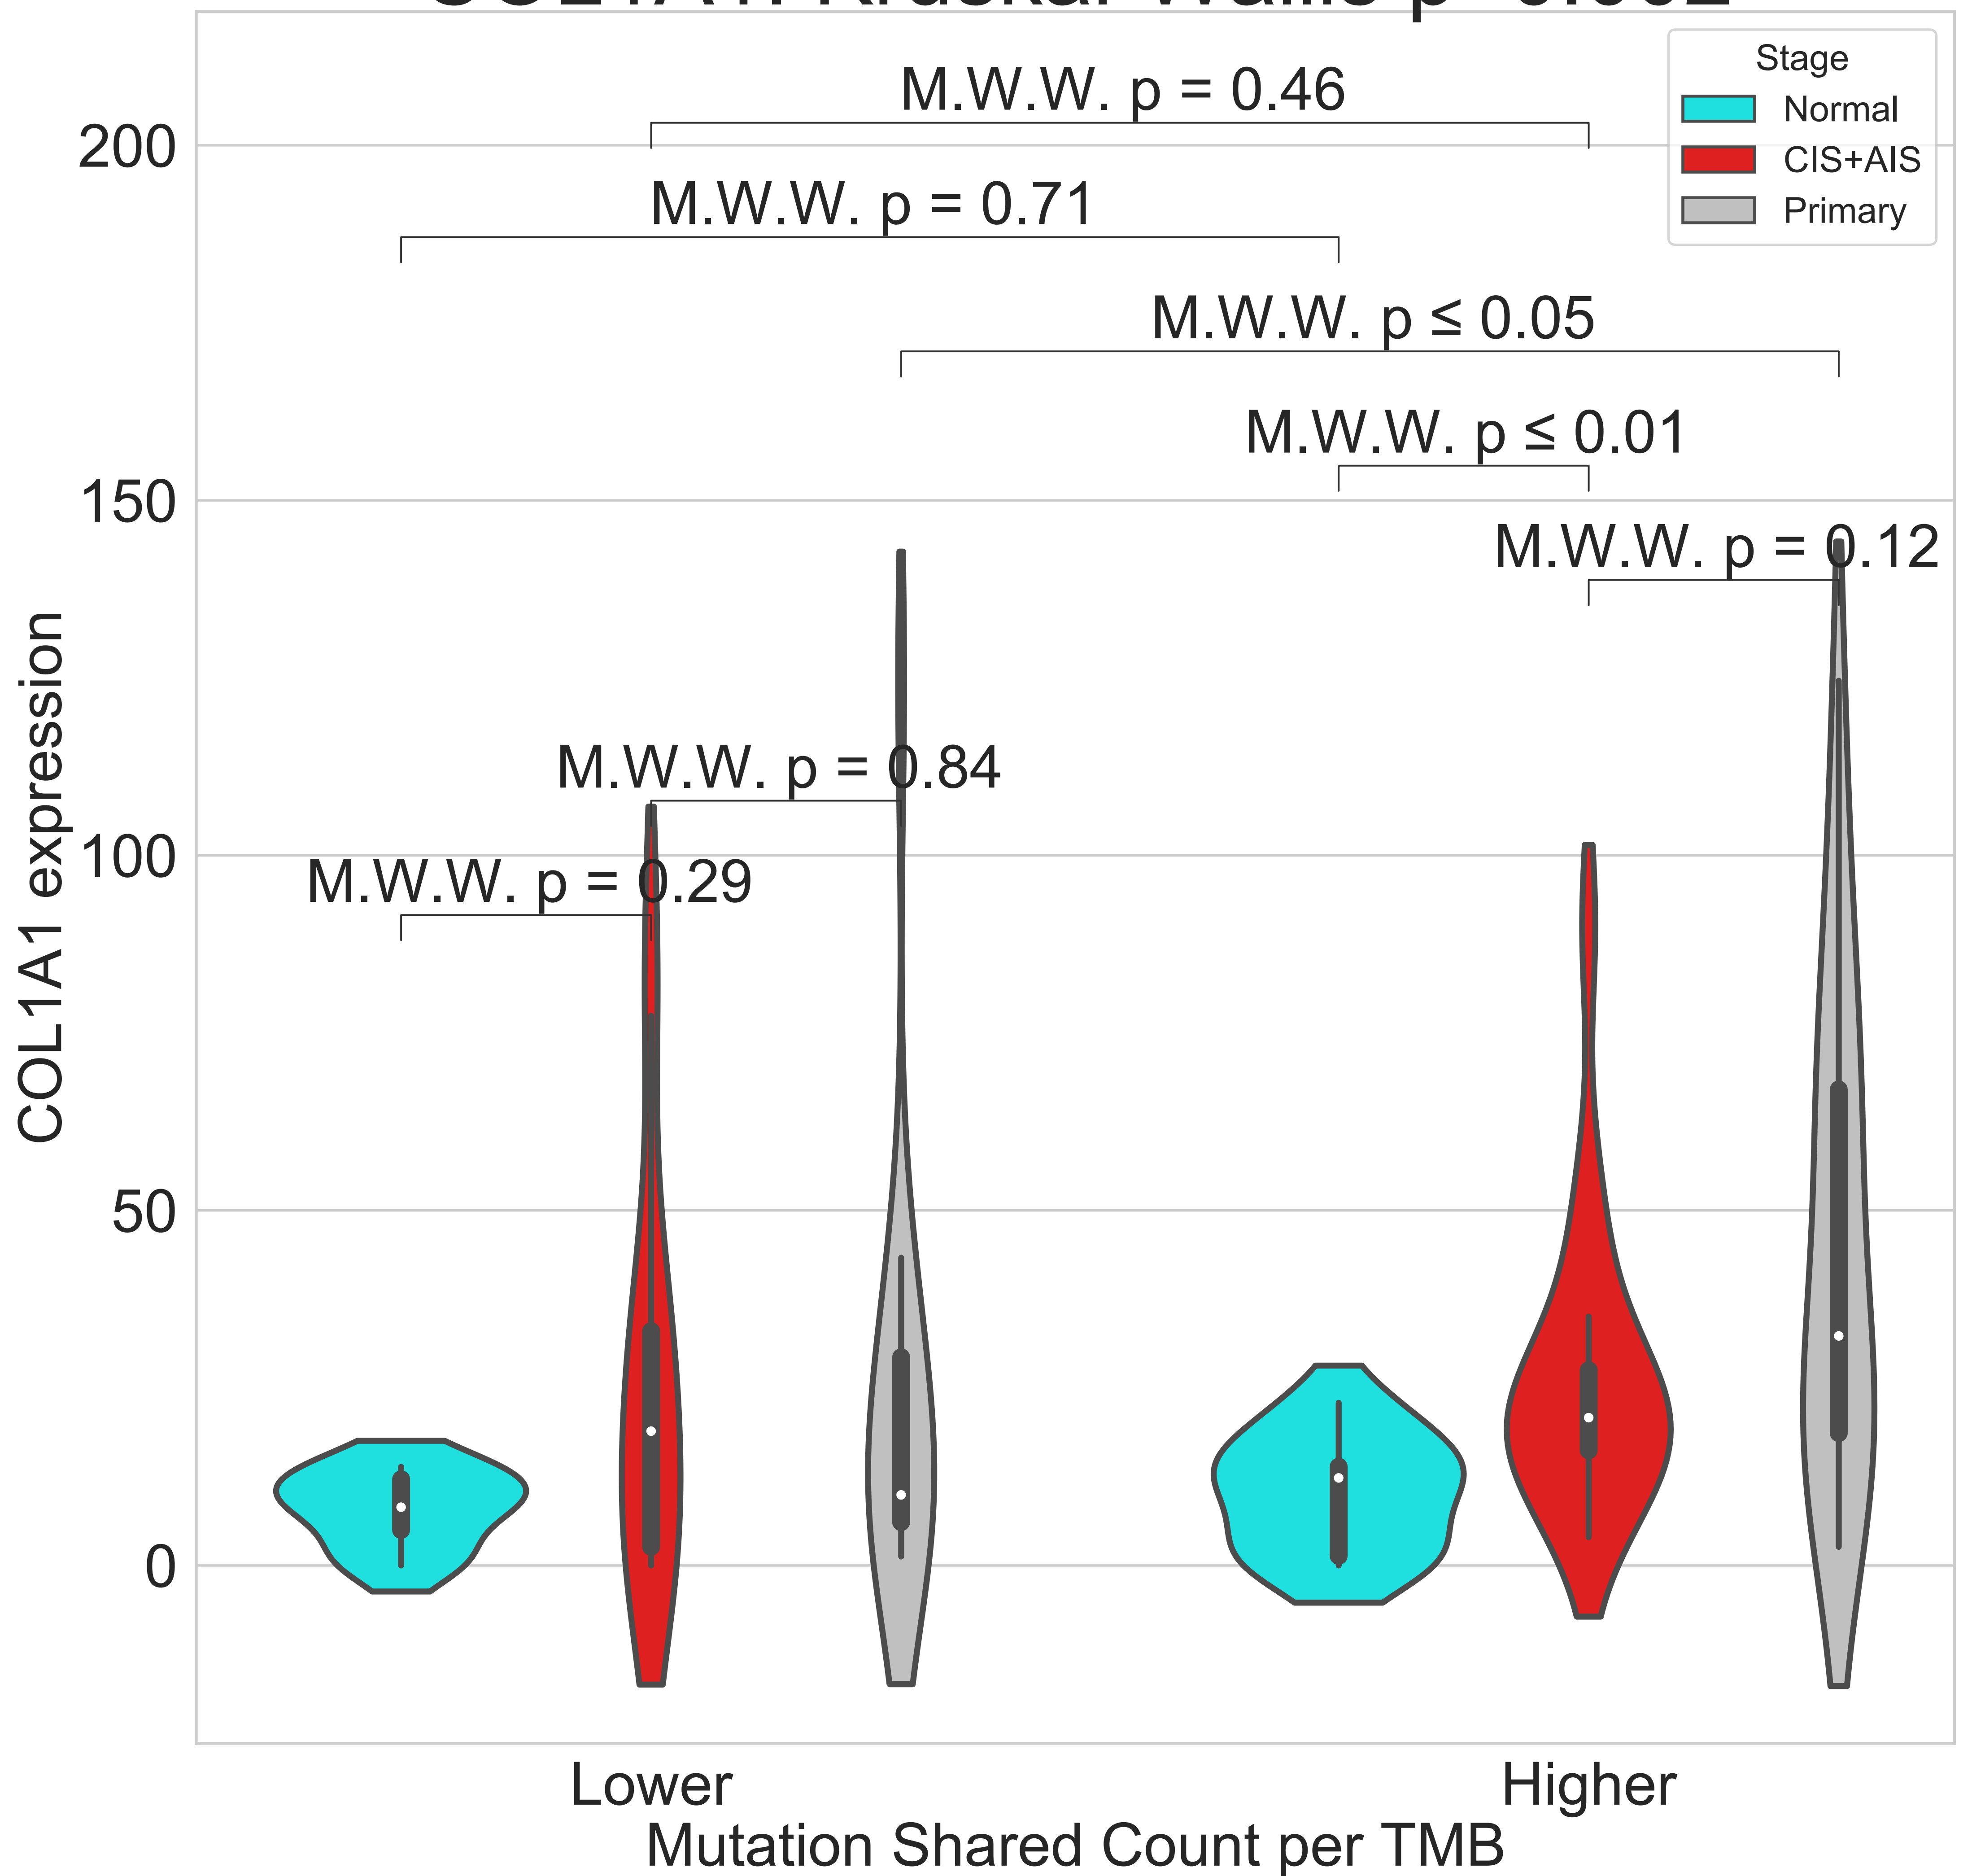 Stage
Normal
CIS+AIS
Primary
M.W.W. p = 0.46
M.W.W. p = 0.71
M.W.W. p ≤ 0.05
M.W.W. p ≤ 0.01
M.W.W. p = 0.12
M.W.W. p = 0.84
M.W.W. p = 0.29
200
150
100
50
0
COL1A1 expression
Lower
Higher
Mutation Shared Count per TMB